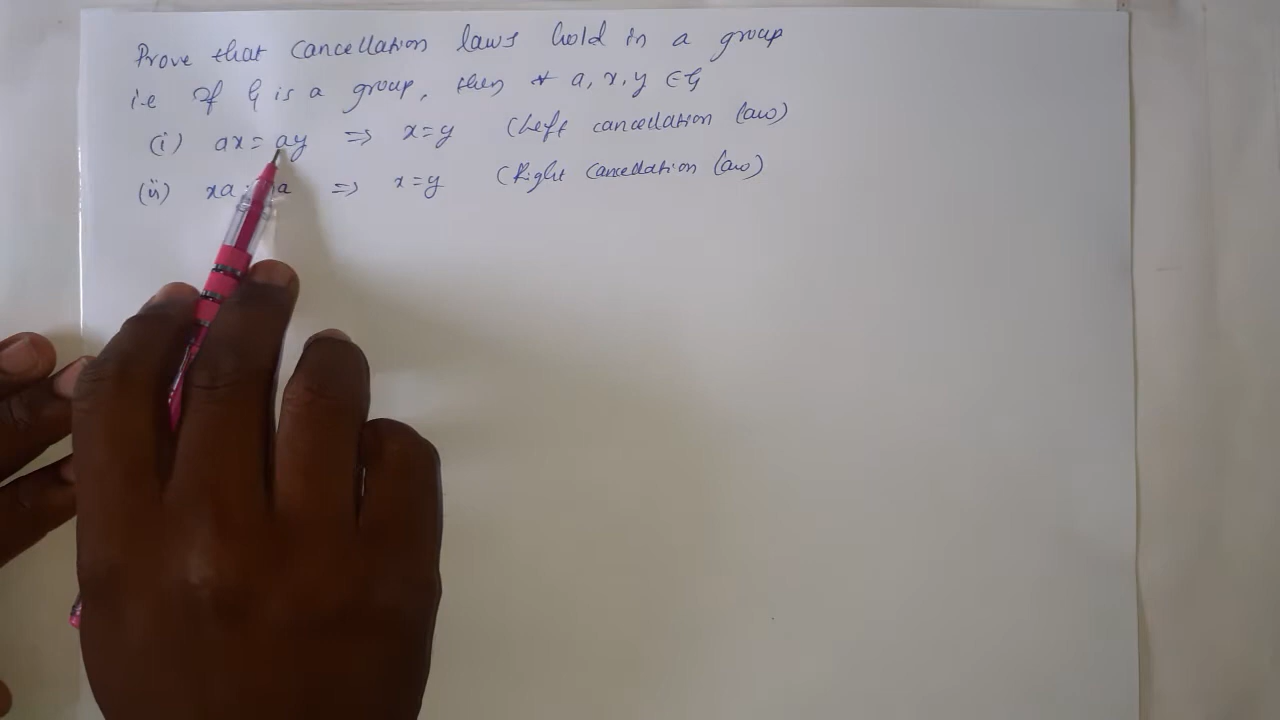 Prove that cancellation laws hold in a group
i.e If G is a group, then ∀ a, x, y ∈ G
(i) ax = ay ⇒ x = y (Left cancellation law)
(ii) xa = a ⇒ x = y (Right cancellation law)